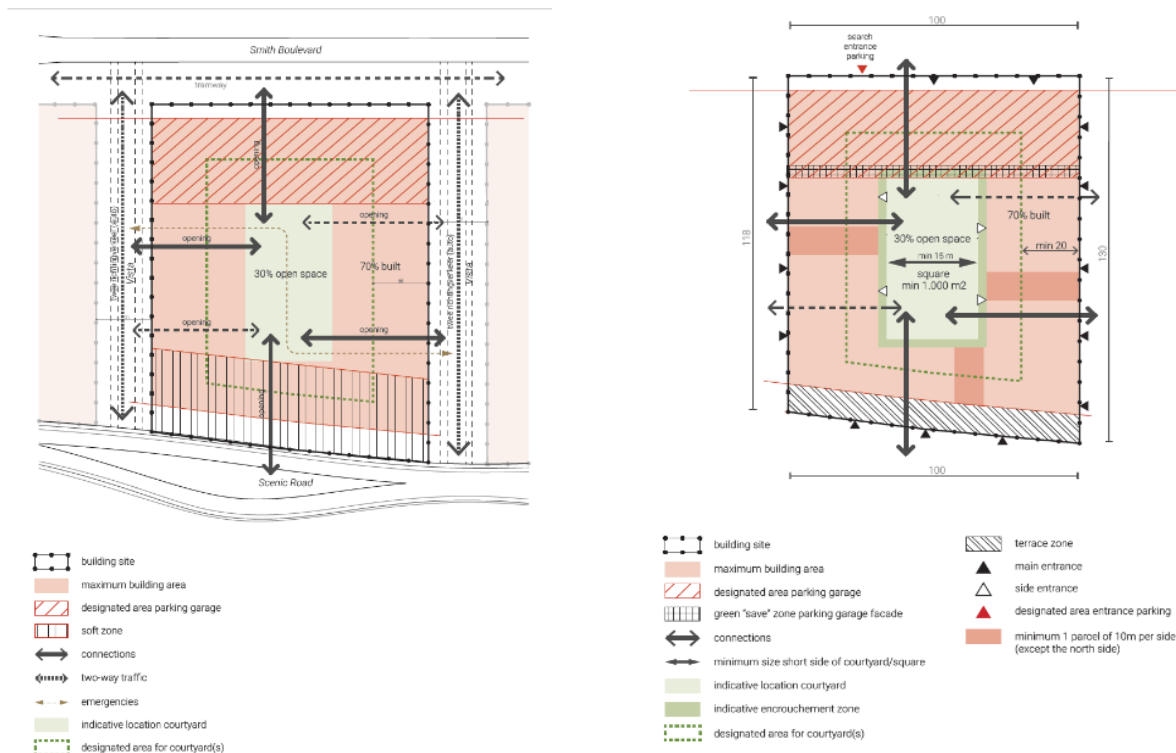 Smith Boulevard
tramway
opening
opening
opening
30% open space
70% built
opening
opening
opening
Vista
Vista
Scenic Road
building site
maximum building area
designated area parking garage
soft zone
connections
two-way traffic
emergencies
indicative location courtyard
designated area for courtyard(s)
100
search
entrance
parking
118
130
70% built
30% open space
min 20
min 15 m
square
min 1.000 m2
100
building site
maximum building area
designated area parking garage
green "save" zone parking garage facade
connections
minimum size short side of courtyard/square
indicative location courtyard
indicative encrouchement zone
designated area for courtyard(s)
terrace zone
main entrance
side entrance
designated area entrance parking
minimum 1 parcel of 10m per side
(except the north side)